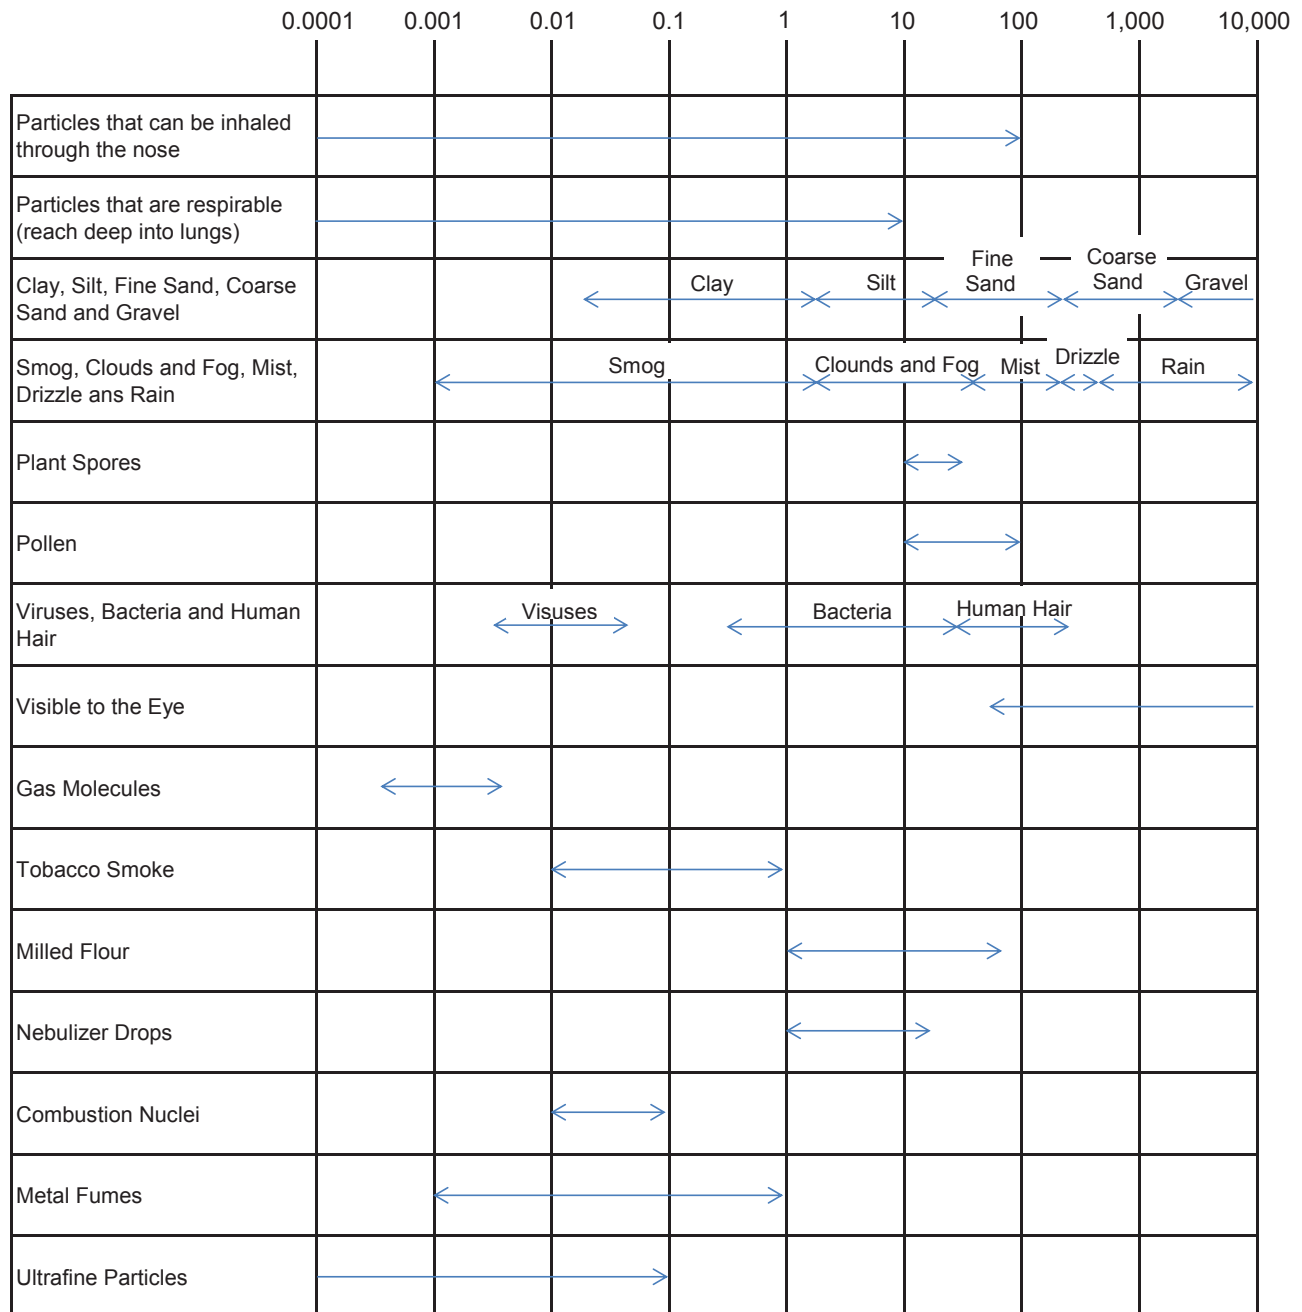 0.0001 0.001 0.01 0.1 1 10 100 1,000 10,000
Particles that can be inhaled
through the nose
Particles that are respirable
(reach deep into lungs)
Clay, Silt, Fine Sand, Coarse
Sand and Gravel
Clay
Silt
Fine
Sand
Coarse
Sand
Gravel
Smog, Clouds and Fog, Mist,
Drizzle ans Rain
Smog
Clounds and Fog
Mist
Drizzle
Rain
Plant Spores
Pollen
Viruses, Bacteria and Human
Hair
Visuses
Bacteria
Human Hair
Visible to the Eye
Gas Molecules
Tobacco Smoke
Milled Flour
Nebulizer Drops
Combustion Nuclei
Metal Fumes
Ultrafine Particles